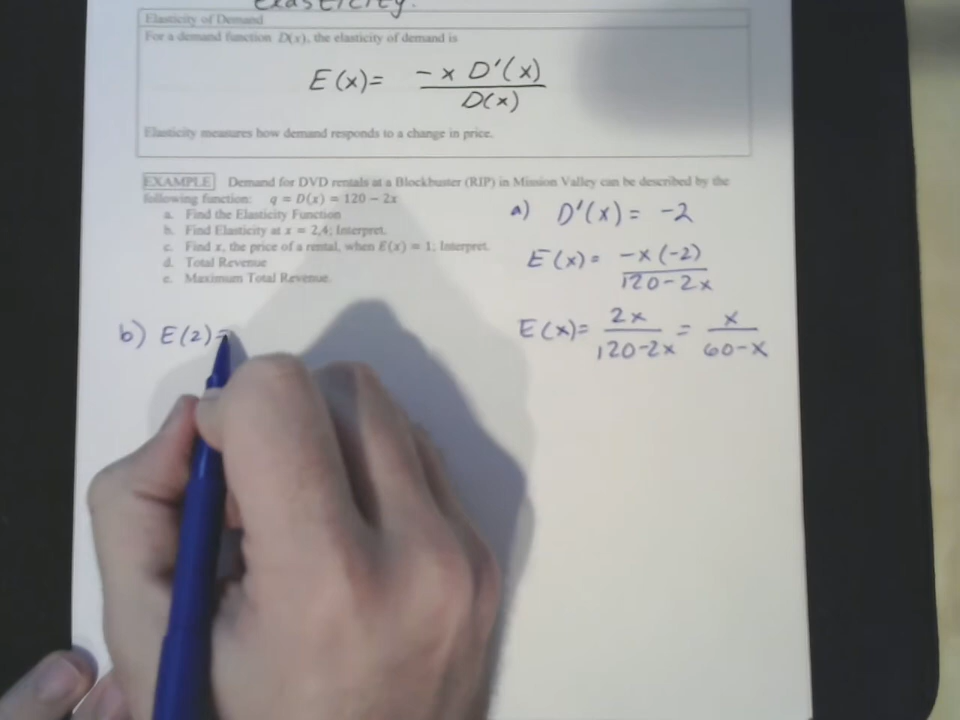 Elasticity.
Elasticity of Demand
For a demand function D(x), the elasticity of demand is
E(x)= -x D'(x) / D(x)
Elasticity measures how demand responds to a change in price.
EXAMPLE Demand for DVD rentals at a Blockbuster (RIP) in Mission Valley can be described by the
following function: q = D(x) = 120 − 2x
a. Find the Elasticity Function
b. Find Elasticity at x = 2,4; Interpret.
c. Find x, the price of a rental, when E(x) = 1; Interpret.
d. Total Revenue
e. Maximum Total Revenue.
a) D'(x) = -2
E(x)= -x(-2) / 120-2x
E(x)= 2x / 120-2x = x / 60-x
b) E(2)=